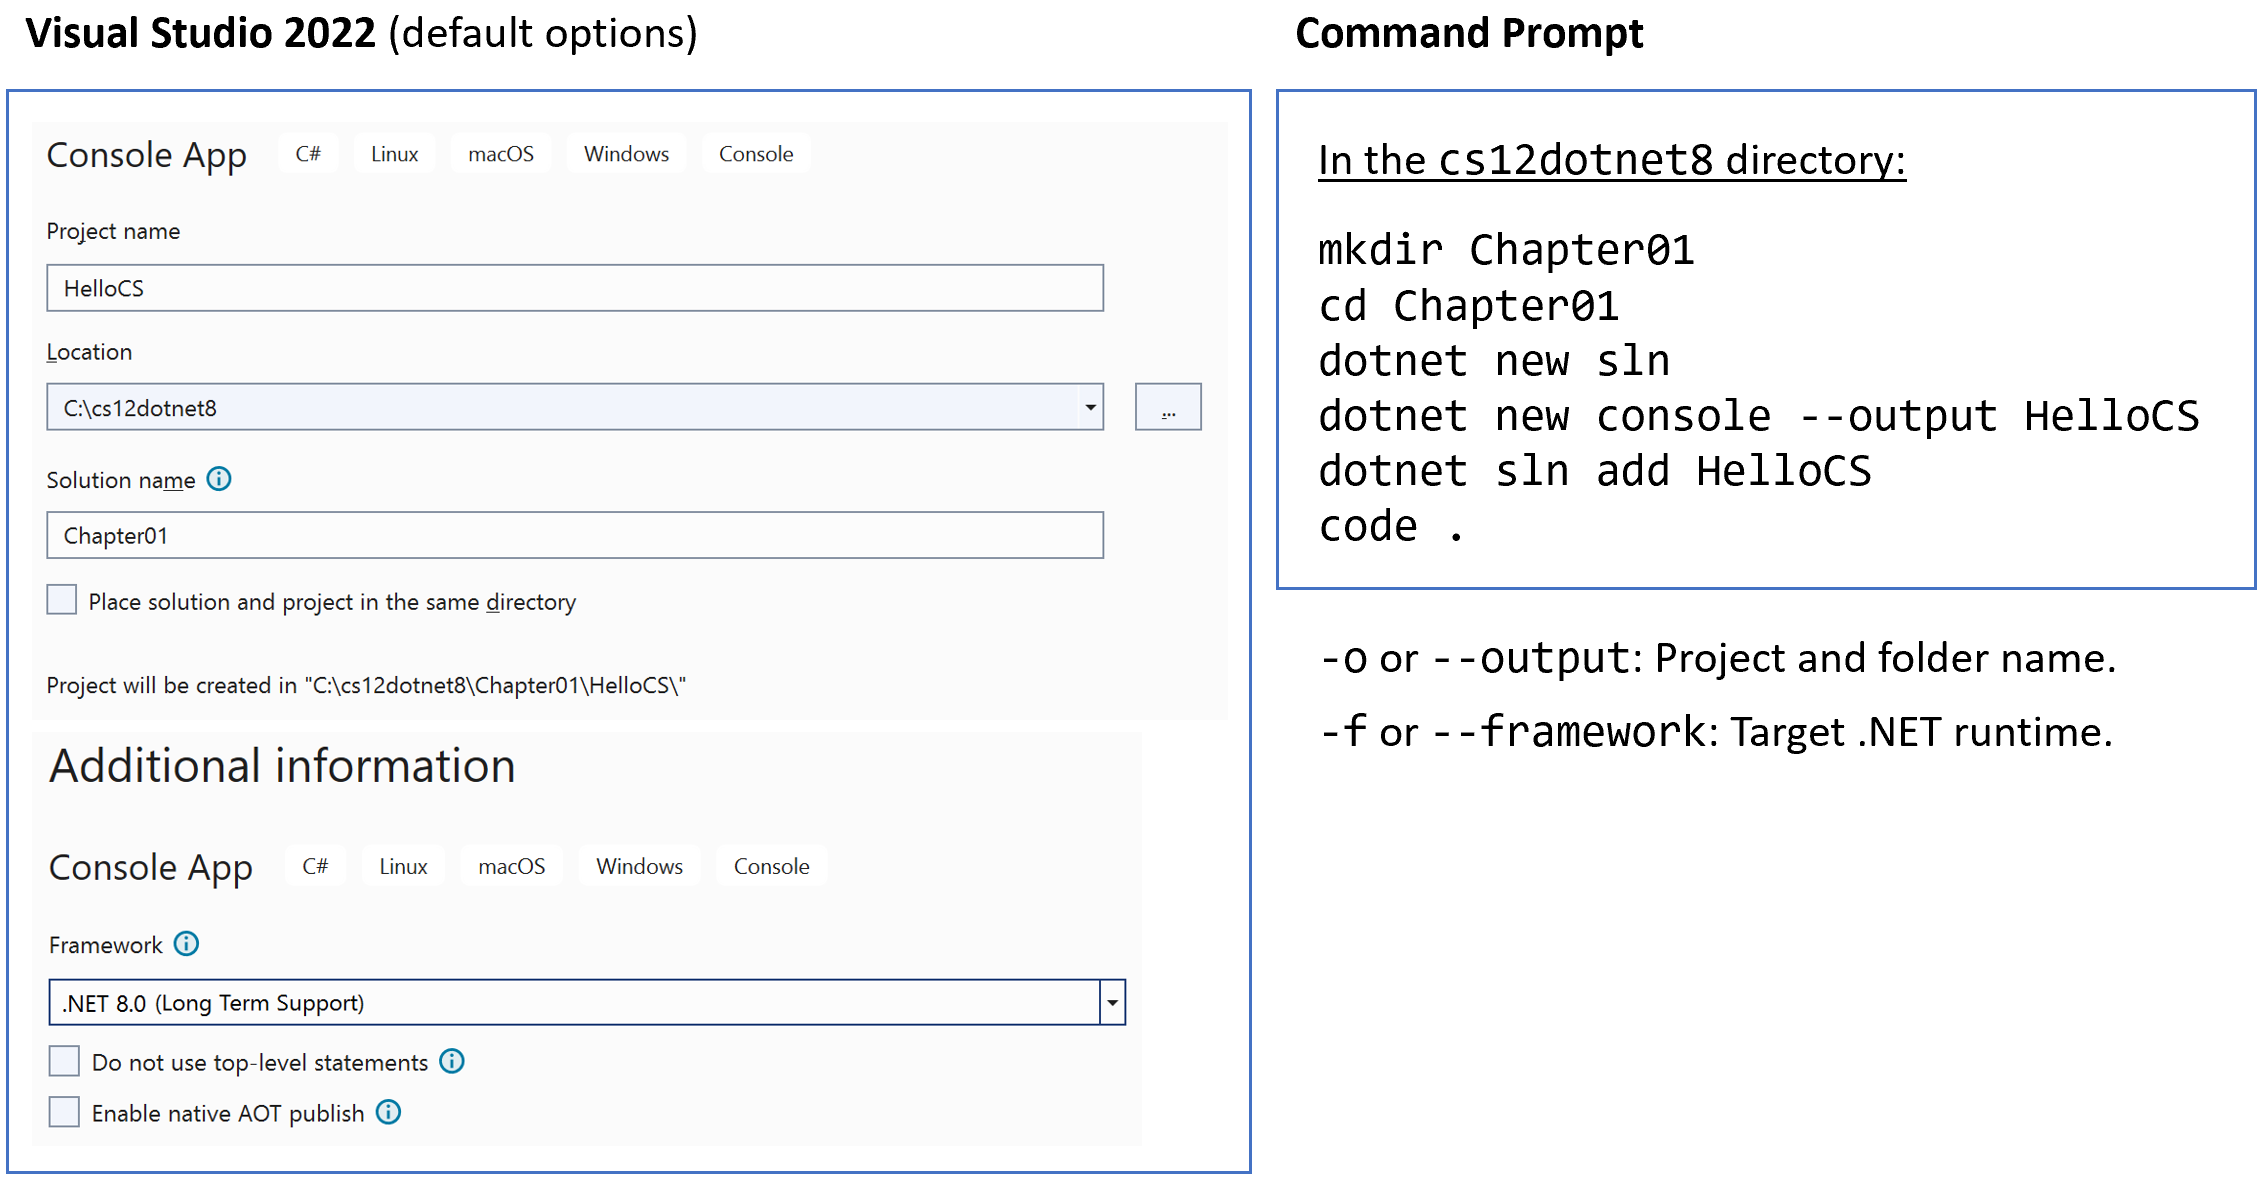 Visual Studio 2022 (default options)
Console App C# Linux macOS Windows Console
Project name
HelloCS
Location
C:\cs12dotnet8
...
Solution name
Chapter01
Place solution and project in the same directory
Project will be created in "C:\cs12dotnet8\Chapter01\HelloCS\"
Additional information
Console App C# Linux macOS Windows Console
Framework
.NET 8.0 (Long Term Support)
Do not use top-level statements
Enable native AOT publish
Command Prompt
In the cs12dotnet8 directory:
mkdir Chapter01
cd Chapter01
dotnet new sln
dotnet new console --output HelloCS
dotnet sln add HelloCS
code .
-o or --output: Project and folder name.
-f or --framework: Target .NET runtime.